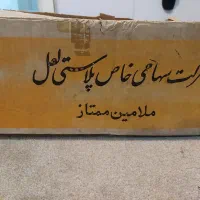 سهامی خاص پلاستیک لعل
ملامین ممتاز